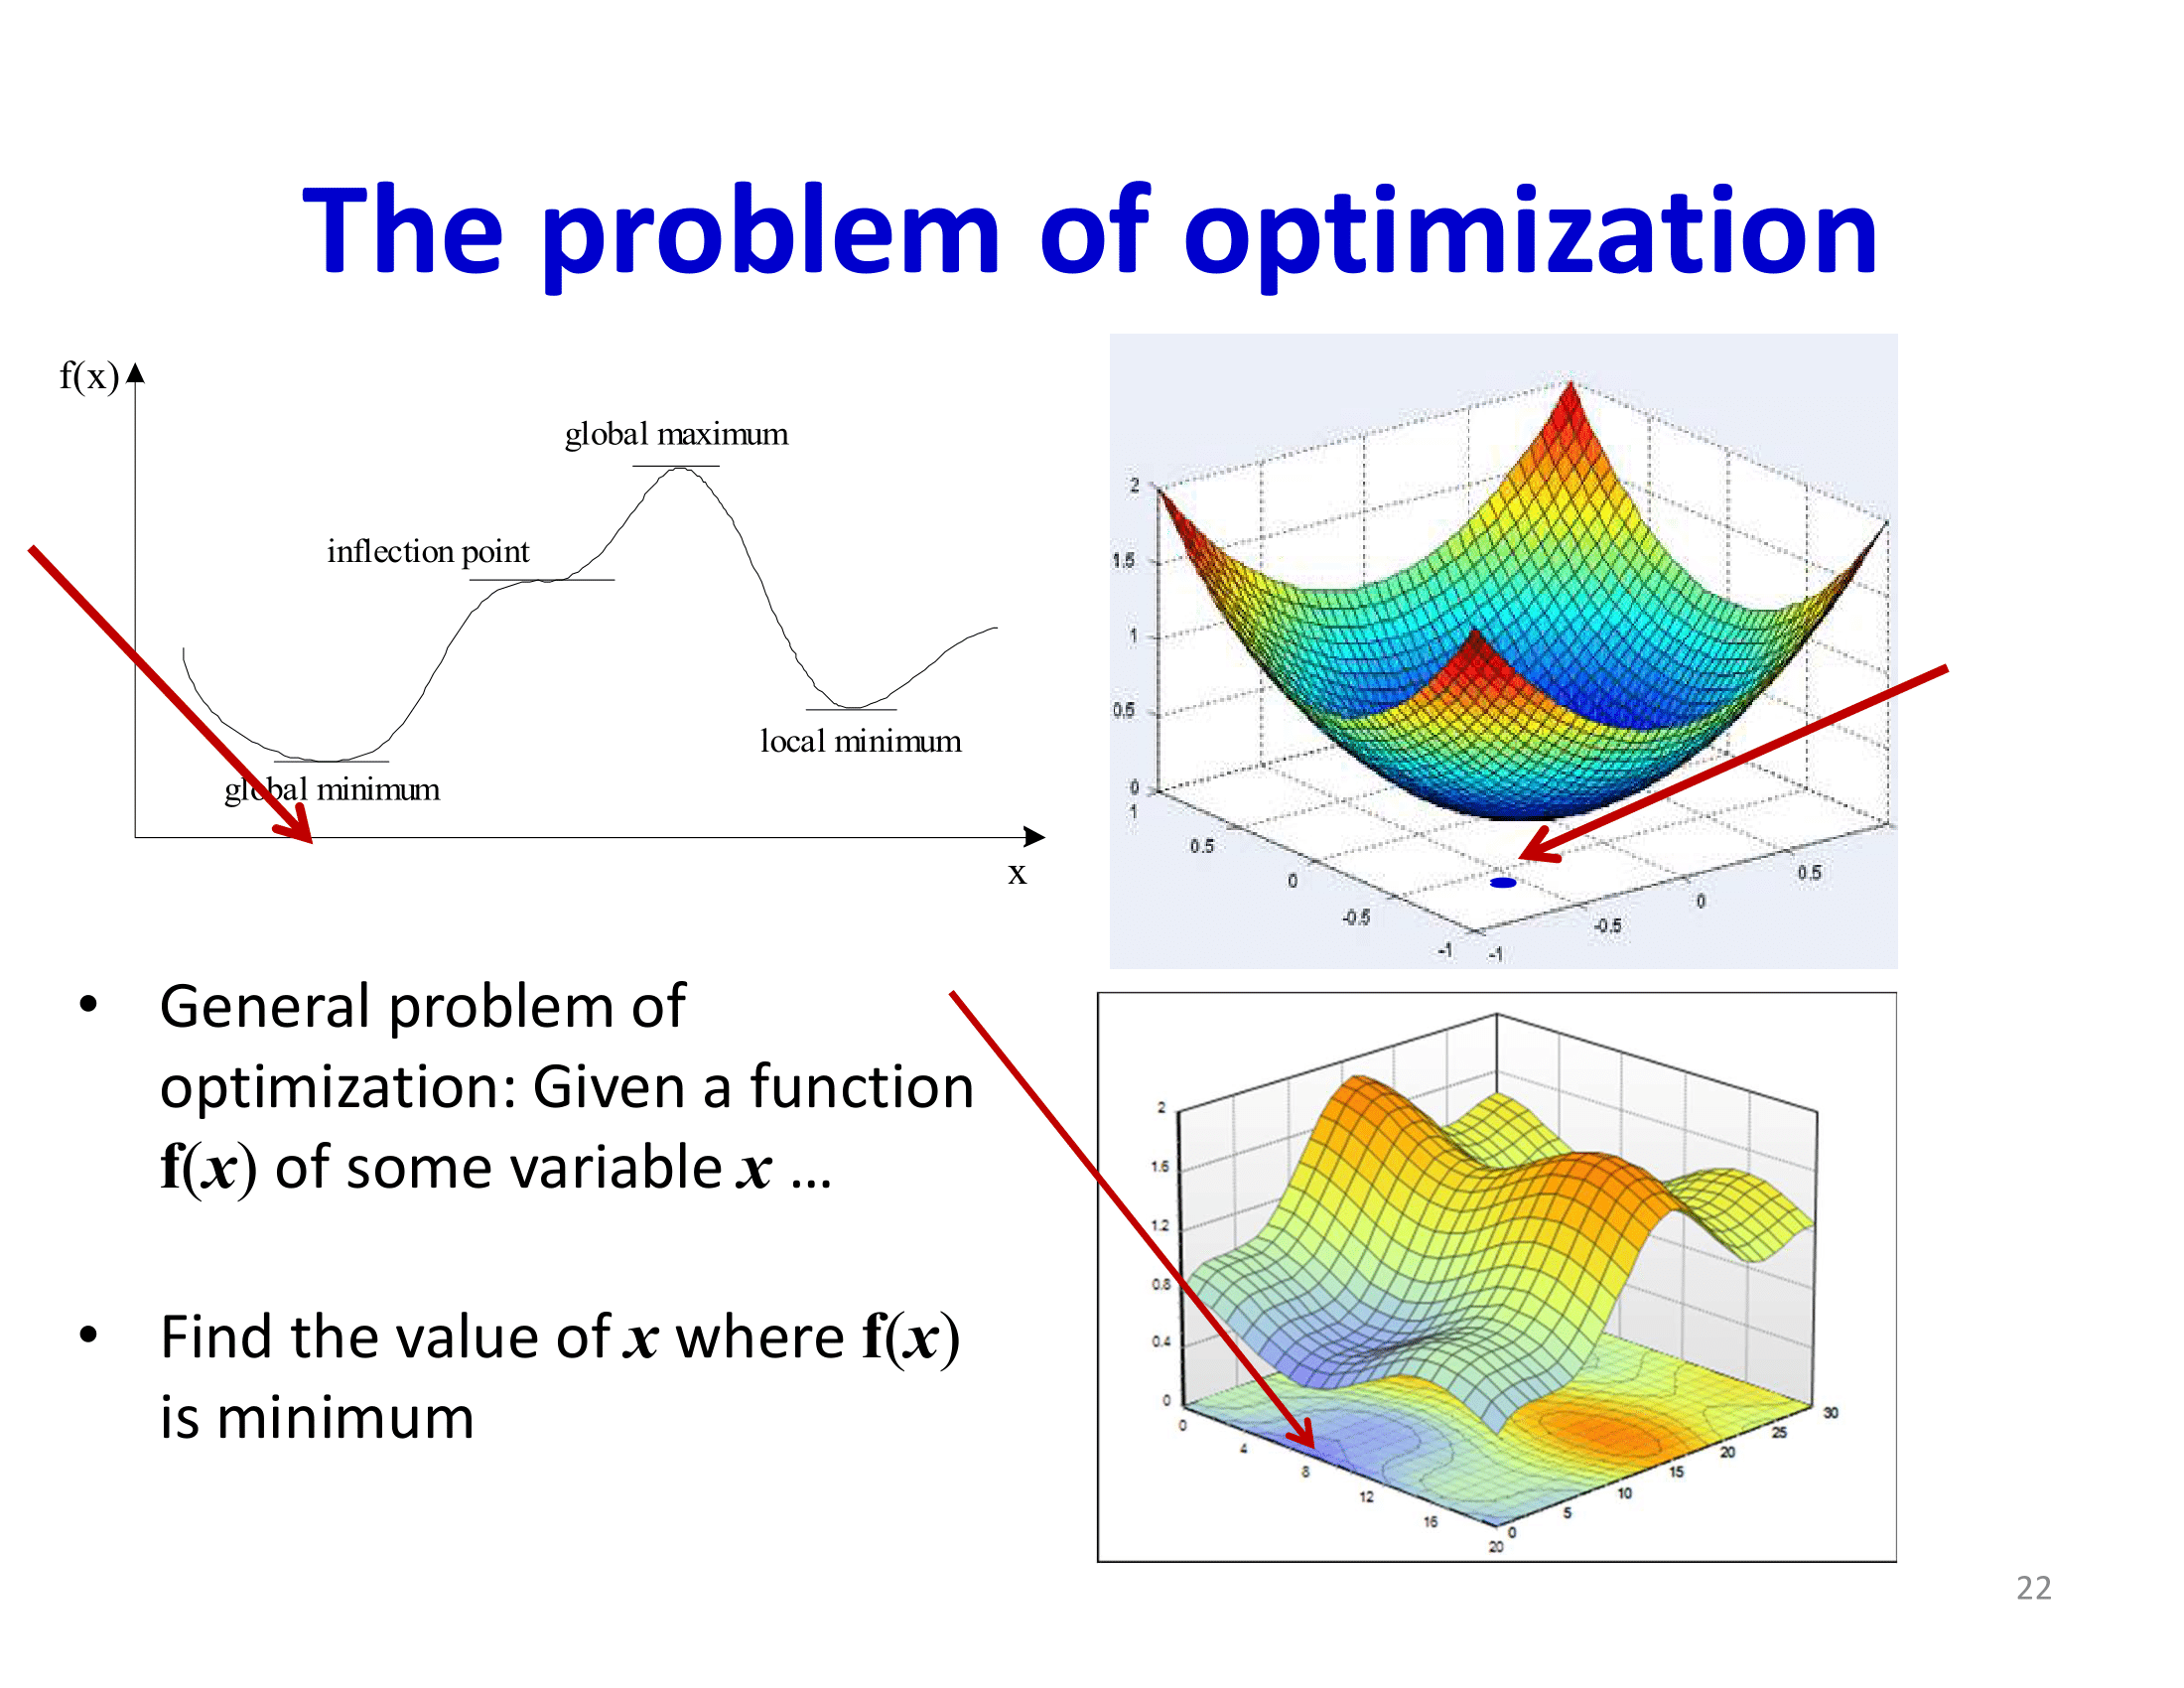 The problem of optimization
f(x)
global maximum
inflection point
local minimum
global minimum
x
2
1.5
1
0.5
0
1
0.5
0
-0.5
-1
-1
-0.5
0
0.5
• General problem of
optimization: Given a function
f(x) of some variable x ...
• Find the value of x where f(x)
is minimum
2
1.6
1.2
0.8
0.4
0
0
4
8
12
16
20
0
5
10
15
20
25
30
22